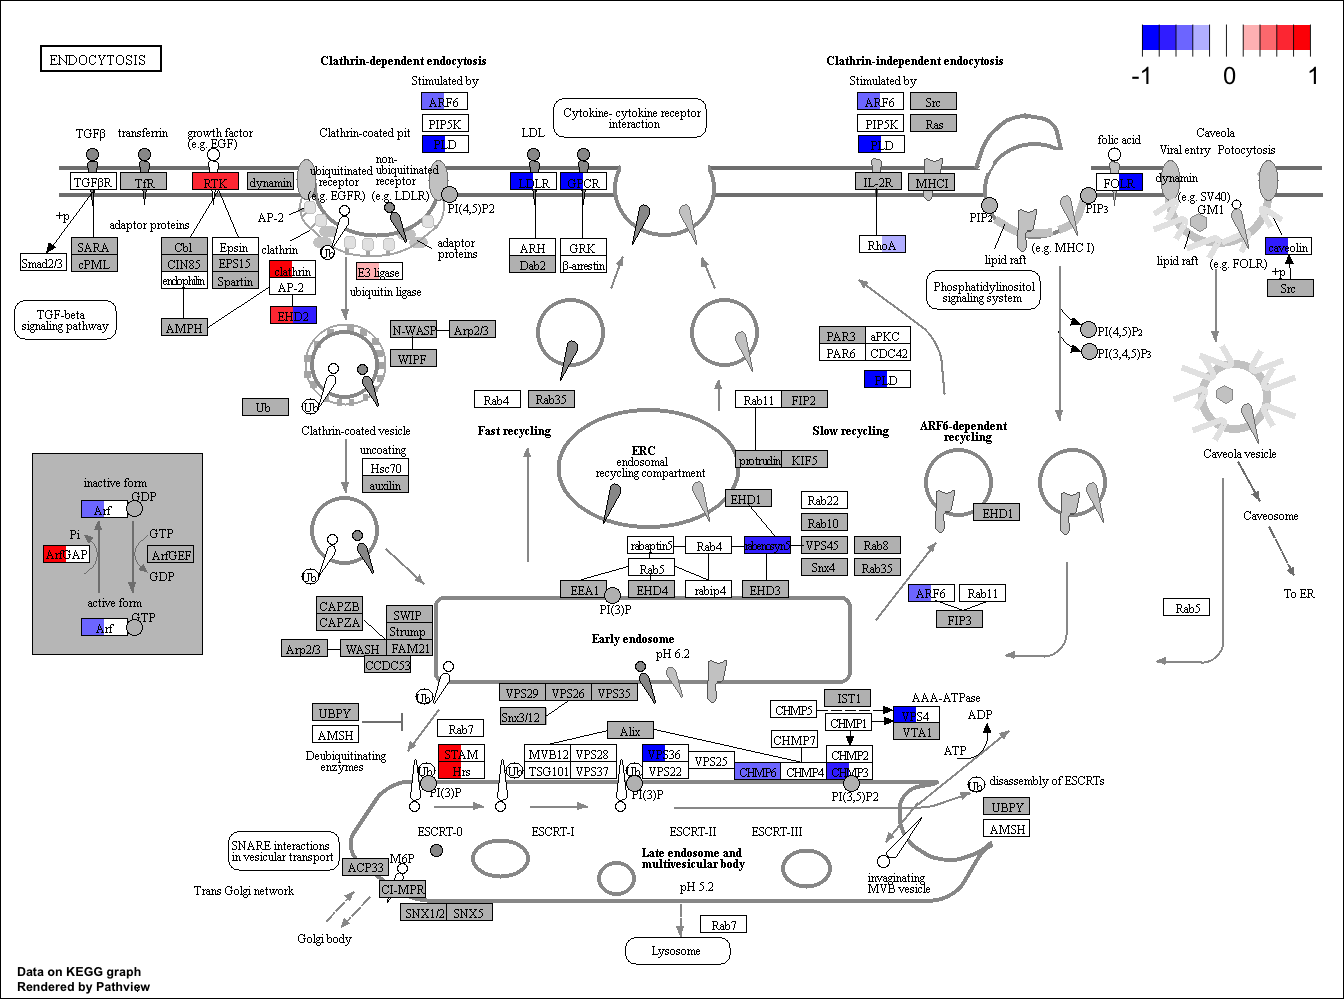 ENDOCYTOSIS
Clathrin-dependent endocytosis
Stimulated by
ARF6
PIP5K
PLD
Clathrin-independent endocytosis
Stimulated by
ARF6
Src
PIP5K
Ras
PLD
-1
0
1
TGFβ
transferrin
growth factor
(e.g. EGF)
Clathrin-coated pit
LDL
Cytokine- cytokine receptor
interaction
folic acid
Caveola
Viral entry
Potocytosis
TGFβR
TfR
RTK
dynamin
ubiquitinated
receptor
(e.g. EGFR)
non-
ubiquitinated
receptor
(e.g. LDLR)
PI(4,5)P2
LDLR
GPCR
IL-2R
MHCI
PIP2
PIP3
FOLR
dynamin
(e.g. SV40)
GM1
+p
adaptor proteins
AP-2
clathrin
Ub
adaptor
proteins
Smad2/3
SARA
cPML
Cbl
CIN85
endophilin
Epsin
EPS15
Spartin
AMPH
clathrin
AP-2
EHD2
E3 ligase
ubiquitin ligase
ARH
Dab2
GRK
β-arrestin
RhoA
lipid raft
(e.g. MHC I)
lipid raft
(e.g. FOLR)
caveolin
+p
Src
TGF-beta
signaling pathway
Phosphatidylinositol
signaling system
N-WASP
Arp2/3
WIPF
PAR3
aPKC
PAR6
CDC42
PLD
PI(4,5)P2
PI(3,4,5)P3
Ub
Ub
Rab4
Rab35
Rab11
FIP2
Clathrin-coated vesicle
Fast recycling
Slow recycling
ARF6-dependent
recycling
uncoating
Hsc70
auxilin
ERC
endosomal
recycling compartment
protrudin
KIF5
Caveola vesicle
inactive form
GDP
Arf
Pi
GTP
ArfGAP
ArfGEF
GDP
active form
GTP
Arf
EHD1
Rab22
Rab10
EHD1
Caveosome
rabaptin5
Rab4
rabenosyn5
VPS45
Rab8
Rab5
Snx4
Rab35
Ub
EEA1
EHD4
rabip4
EHD3
PI(3)P
ARF6
Rab11
FIP3
To ER
Rab5
CAPZB
CAPZA
SWIP
Strump
Arp2/3
WASH
FAM21
CCDC53
Early endosome
pH 6.2
Ub
VPS29
VPS26
VPS35
Snx3/12
UBPY
AMSH
Deubiquitinating
enzymes
Rab7
Alix
IST1
AAA-ATPase
CHMP5
CHMP1
VPS4
VTA1
ADP
ATP
STAM
Hrs
MVB12
VPS28
TSG101
VPS37
VPS36
VPS22
VPS25
CHMP7
CHMP2
CHMP6
CHMP4
CHMP3
Ub
Ub
Ub
PI(3)P
PI(3)P
PI(3,5)P2
Ub
disassembly of ESCRTs
UBPY
AMSH
ESCRT-0
ESCRT-I
ESCRT-II
ESCRT-III
SNARE interactions
in vesicular transport
Late endosome and
multivesicular body
pH 5.2
invaginating
MVB vesicle
ACP33
M6P
CI-MPR
Trans Golgi network
SNX1/2
SNX5
Golgi body
Rab7
Lysosome
Data on KEGG graph
Rendered by Pathview